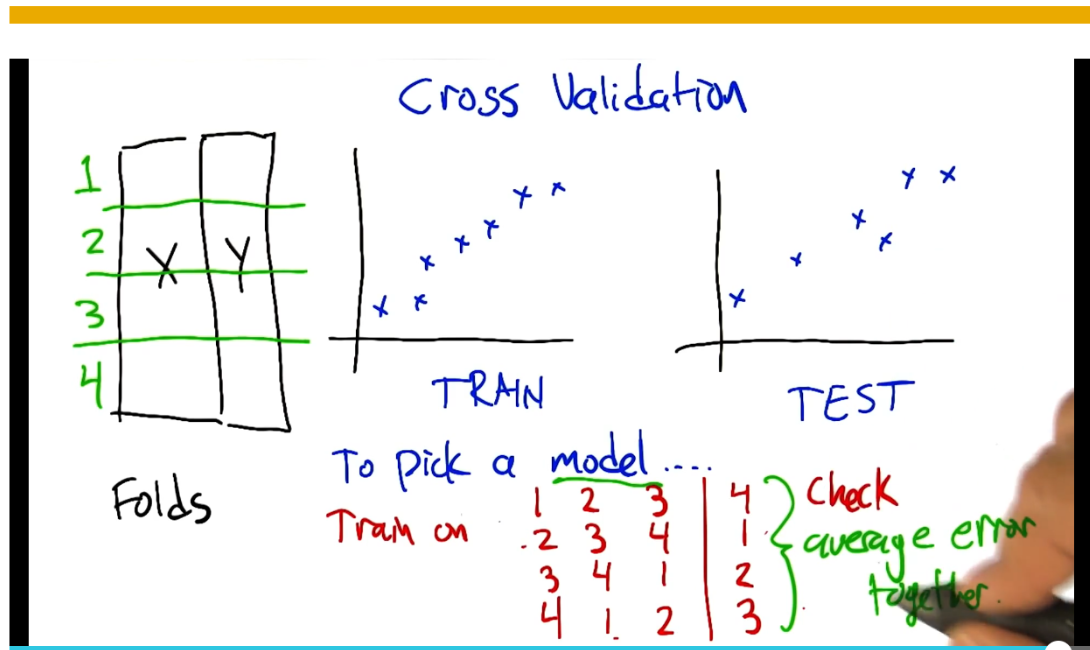 Cross Validation
1
2
3
4
X Y
TRAIN
TEST
Folds
To pick a model....
Train on 1 2 3 | 4 Check
2 3 4 | 1 average error
3 4 1 | 2 together.
4 1 2 | 3